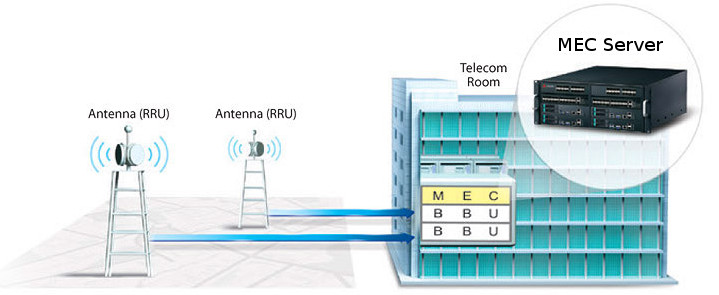 MEC Server
Telecom
Room
Antenna (RRU)
Antenna (RRU)
M E C
B B U
B B U